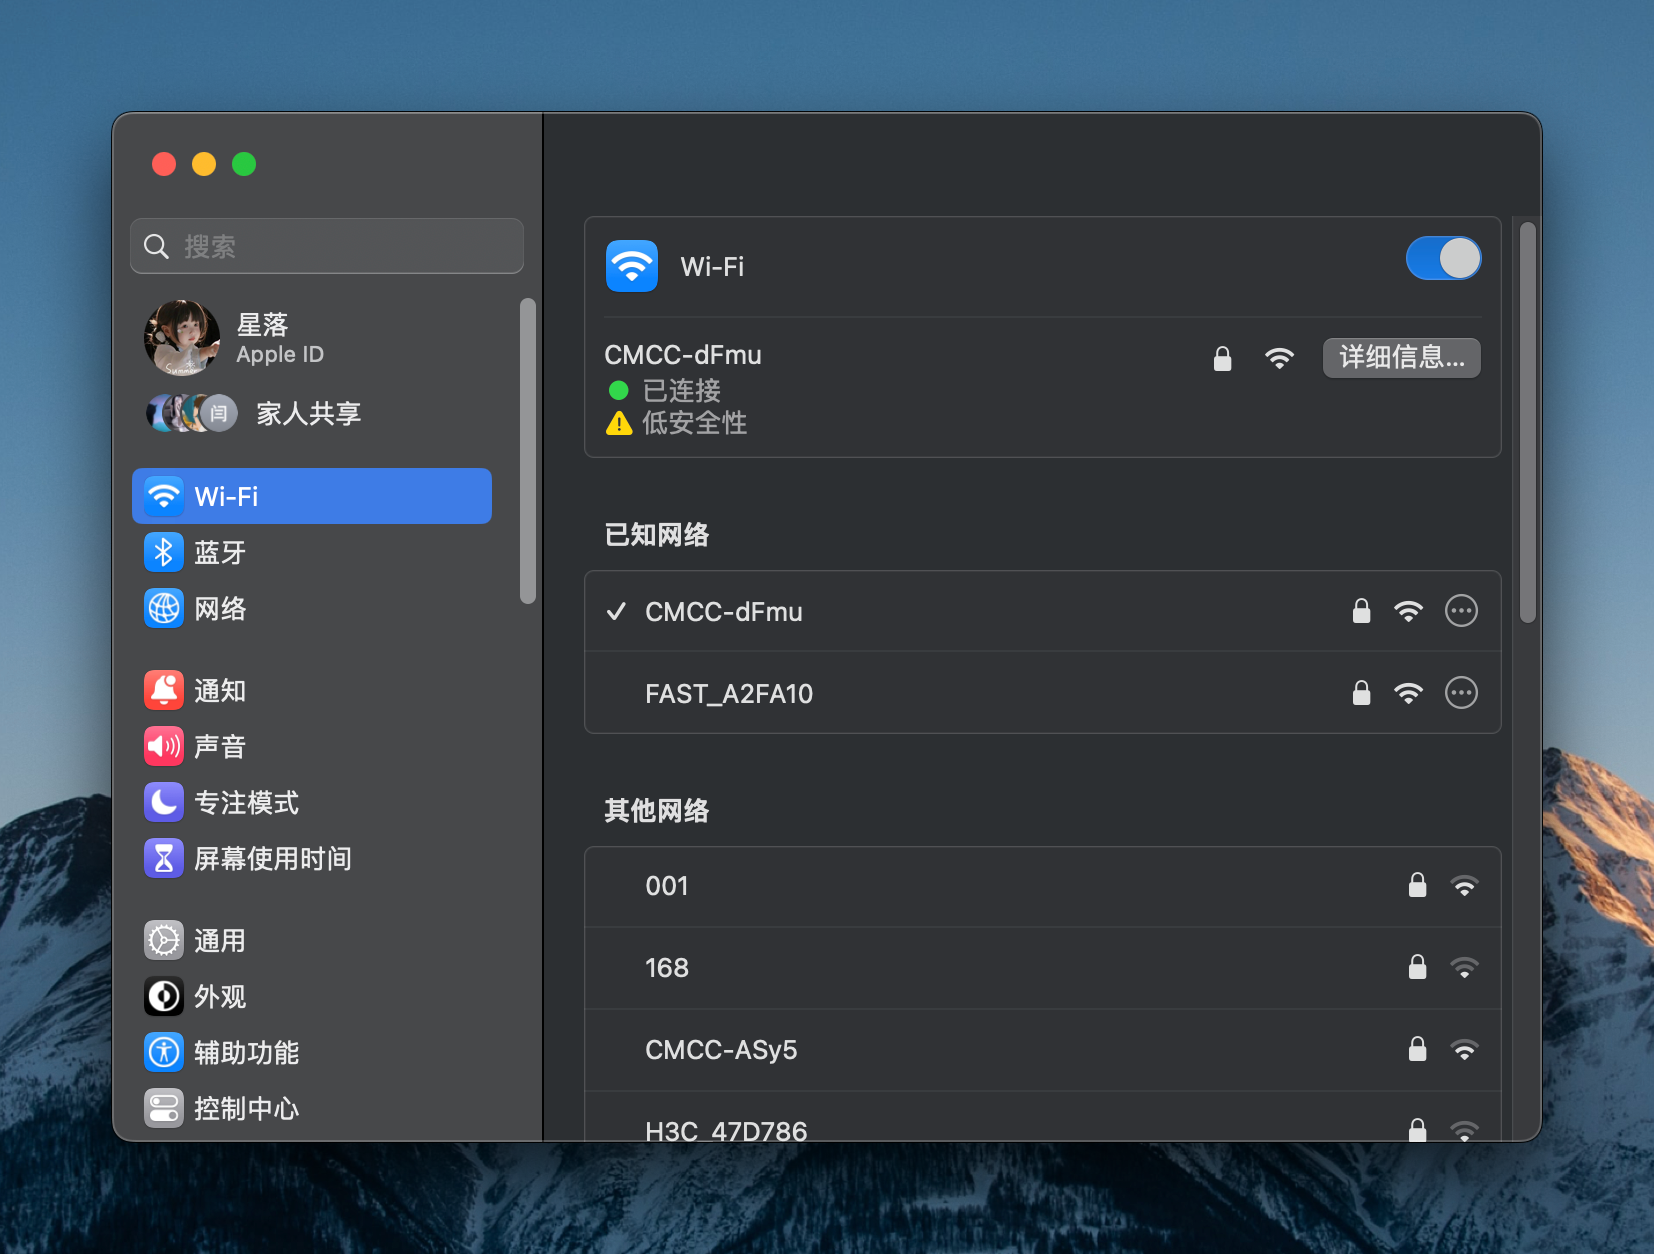 搜索
星落
Apple ID
Summer
闫
家人共享
Wi-Fi
蓝牙
网络
通知
声音
专注模式
屏幕使用时间
通用
外观
辅助功能
控制中心
Wi-Fi
CMCC-dFmu
详细信息...
已连接
低安全性
已知网络
CMCC-dFmu
FAST_A2FA10
其他网络
001
168
CMCC-ASy5
H3C_47D786